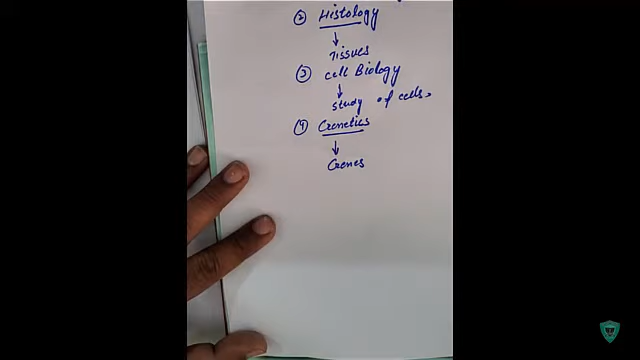 ② Histology
↓
Tissues
③ cell Biology
↓
study of cells.
④ Genetics
↓
Genes